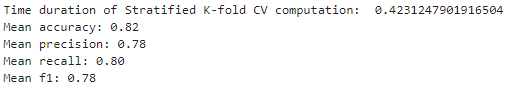 Time duration of Stratified K-fold CV computation:  0.4231247901916504
Mean accuracy: 0.82
Mean precision: 0.78
Mean recall: 0.80
Mean f1: 0.78